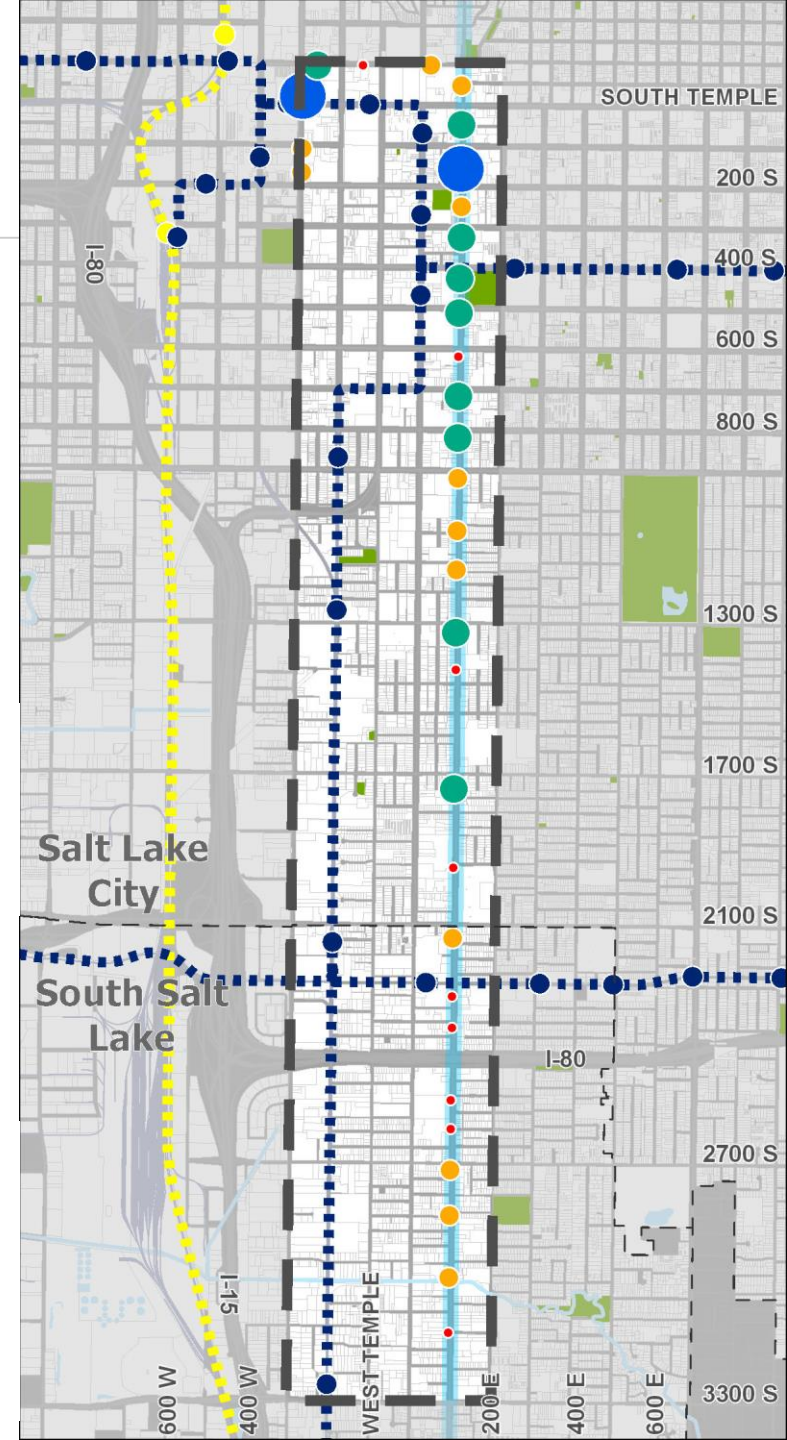 SOUTH TEMPLE
200 S
I-80
400 S
600 S
800 S
1300 S
1700 S
Salt Lake
City
2100 S
South Salt
Lake
I-80
2700 S
I-15
WEST TEMPLE
600 W
400 W
200 E
400 E
600 E
3300 S